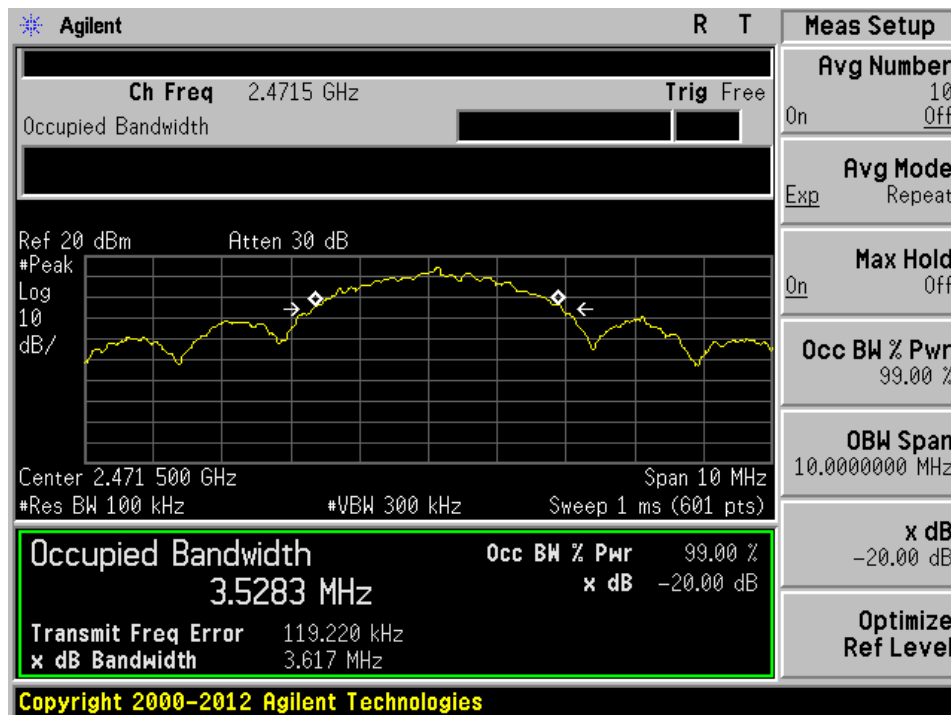 Agilent R T
Ch Freq 2.4715 GHz Trig Free
Occupied Bandwidth
Ref 20 dBm Atten 30 dB
#Peak
Log
10
dB/
Center 2.471 500 GHz Span 10 MHz
#Res BW 100 kHz #VBW 300 kHz Sweep 1 ms (601 pts)
Occupied Bandwidth Occ BW % Pwr 99.00 %
3.5283 MHz x dB -20.00 dB
Transmit Freq Error 119.220 kHz
x dB Bandwidth 3.617 MHz
Copyright 2000-2012 Agilent Technologies
Meas Setup
Avg Number
10
On Off
Avg Mode
Exp Repeat
Max Hold
On Off
Occ BW % Pwr
99.00 %
OBW Span
10.0000000 MHz
x dB
-20.00 dB
Optimize
Ref Level